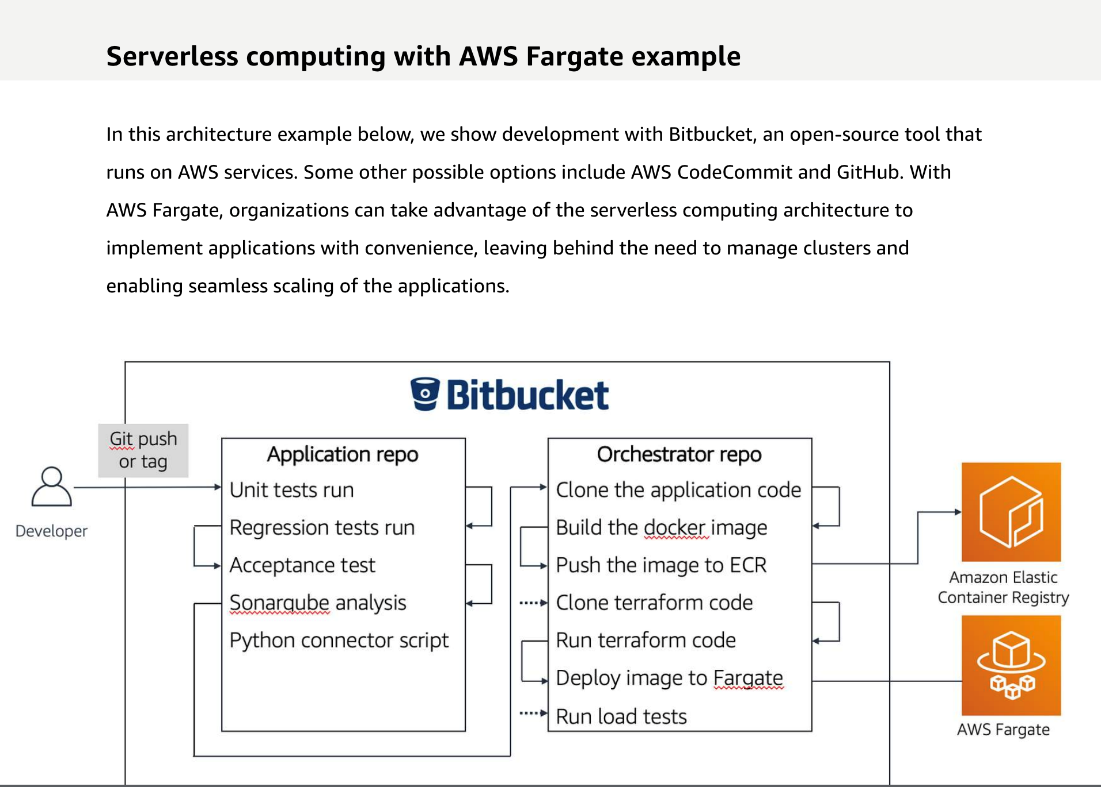 Serverless computing with AWS Fargate example
In this architecture example below, we show development with Bitbucket, an open-source tool that
runs on AWS services. Some other possible options include AWS CodeCommit and GitHub. With
AWS Fargate, organizations can take advantage of the serverless computing architecture to
implement applications with convenience, leaving behind the need to manage clusters and
enabling seamless scaling of the applications.
Bitbucket
Git push
or tag
Developer
Application repo
Unit tests run
Regression tests run
Acceptance test
Sonarqube analysis
Python connector script
Orchestrator repo
Clone the application code
Build the docker image
Push the image to ECR
Clone terraform code
Run terraform code
Deploy image to Fargate
Run load tests
Amazon Elastic
Container Registry
AWS Fargate